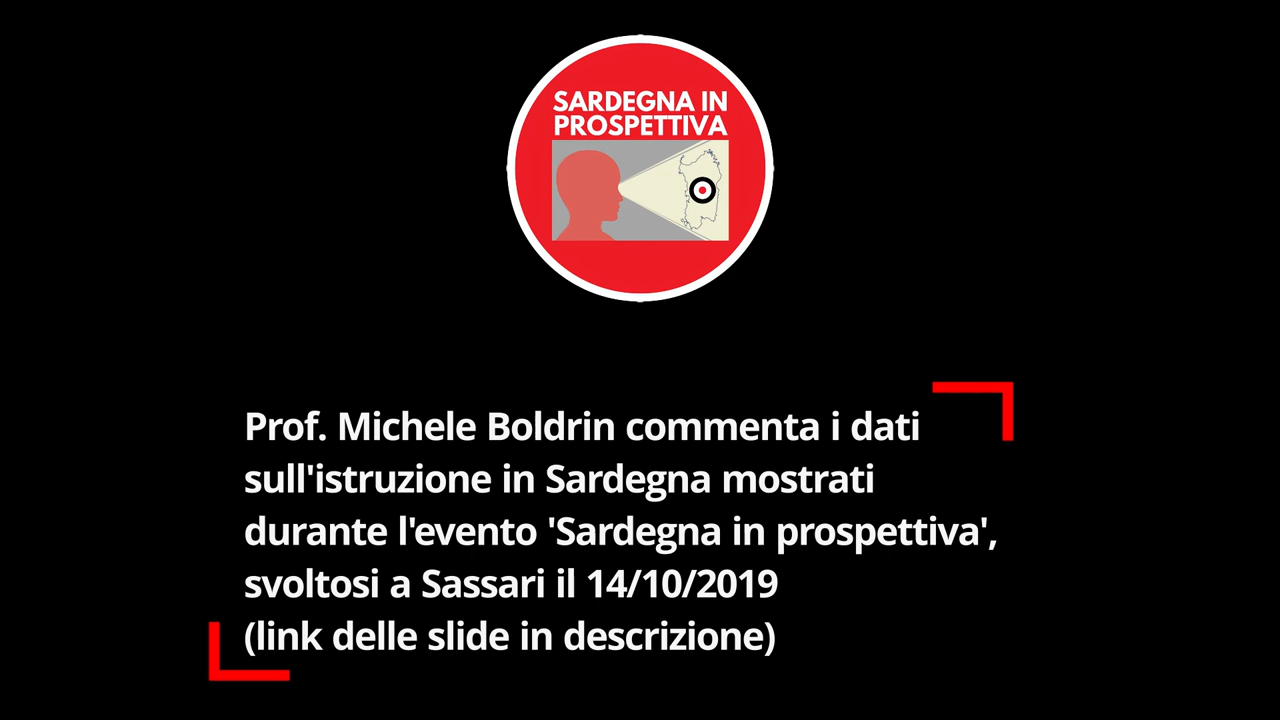 SARDEGNA IN
PROSPETTIVA
Prof. Michele Boldrin commenta i dati
sull'istruzione in Sardegna mostrati
durante l'evento 'Sardegna in prospettiva',
svoltosi a Sassari il 14/10/2019
(link delle slide in descrizione)